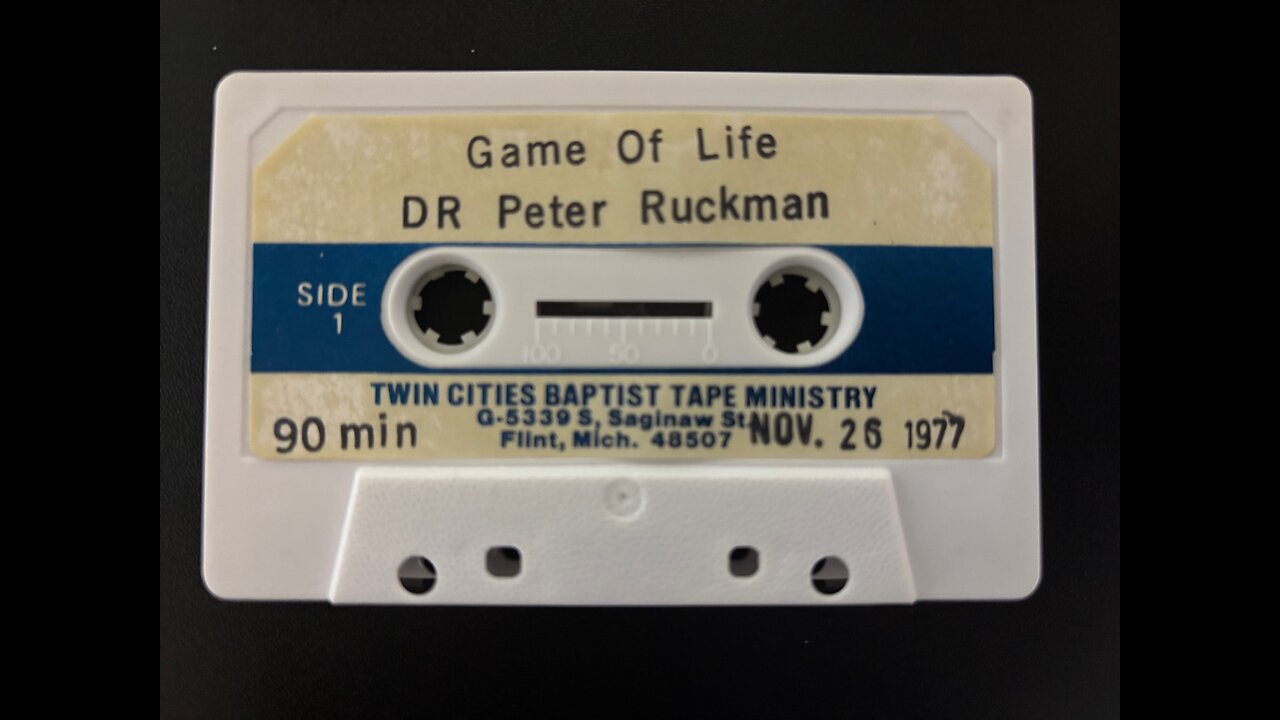 Game Of Life
DR Peter Ruckman
SIDE
1
100 50 0
TWIN CITIES BAPTIST TAPE MINISTRY
G-5339 S, Saginaw St.
Flint, Mich. 48507
90 min
NOV. 26 1977